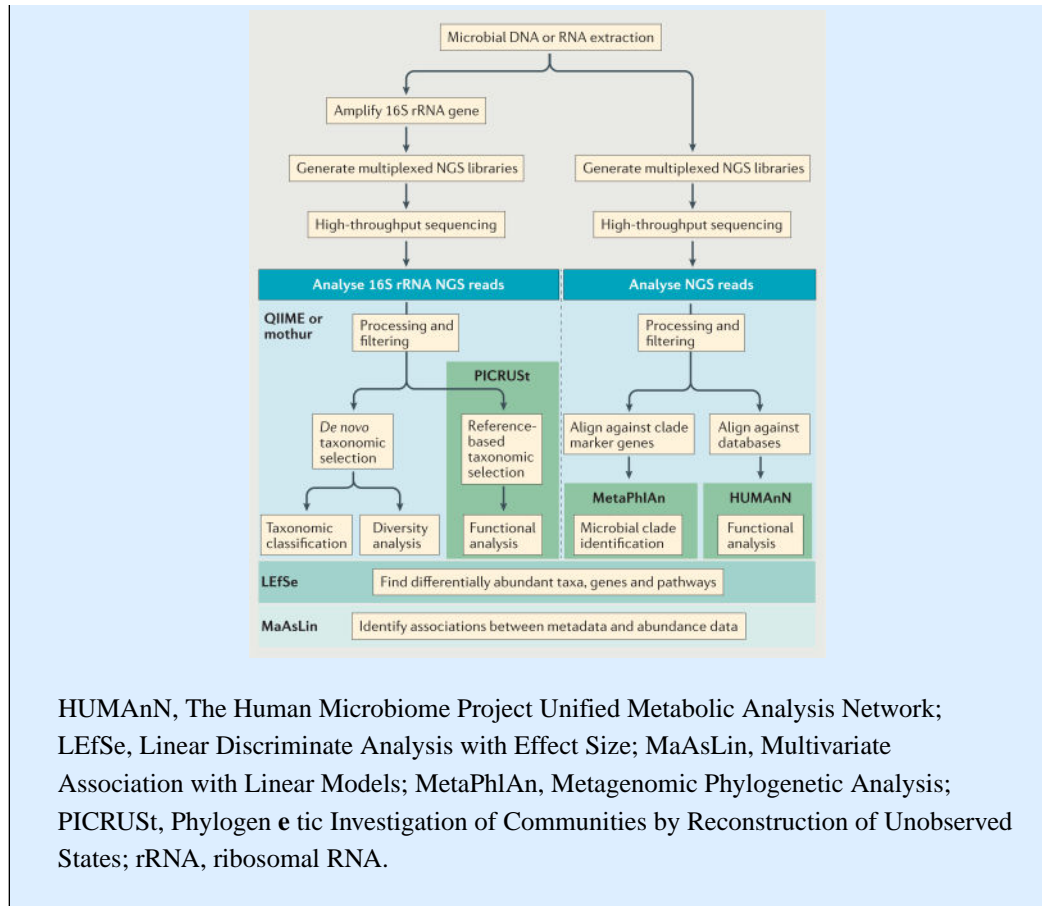 Microbial DNA or RNA extraction
Amplify 16S rRNA gene
Generate multiplexed NGS libraries
Generate multiplexed NGS libraries
High-throughput sequencing
High-throughput sequencing
Analyse 16S rRNA NGS reads
Analyse NGS reads
QIIME or
mothur
Processing and
filtering
Processing and
filtering
PICRUSt
De novo
taxonomic
selection
Reference-
based
taxonomic
selection
Align against clade
marker genes
Align against
databases
MetaPhlAn
HUMAnN
Taxonomic
classification
Diversity
analysis
Functional
analysis
Microbial clade
identification
Functional
analysis
LEfSe
Find differentially abundant taxa, genes and pathways
MaAsLin
Identify associations between metadata and abundance data
HUMAnN, The Human Microbiome Project Unified Metabolic Analysis Network;
LEfSe, Linear Discriminate Analysis with Effect Size; MaAsLin, Multivariate
Association with Linear Models; MetaPhlAn, Metagenomic Phylogenetic Analysis;
PICRUSt, Phylogen e tic Investigation of Communities by Reconstruction of Unobserved
States; rRNA, ribosomal RNA.